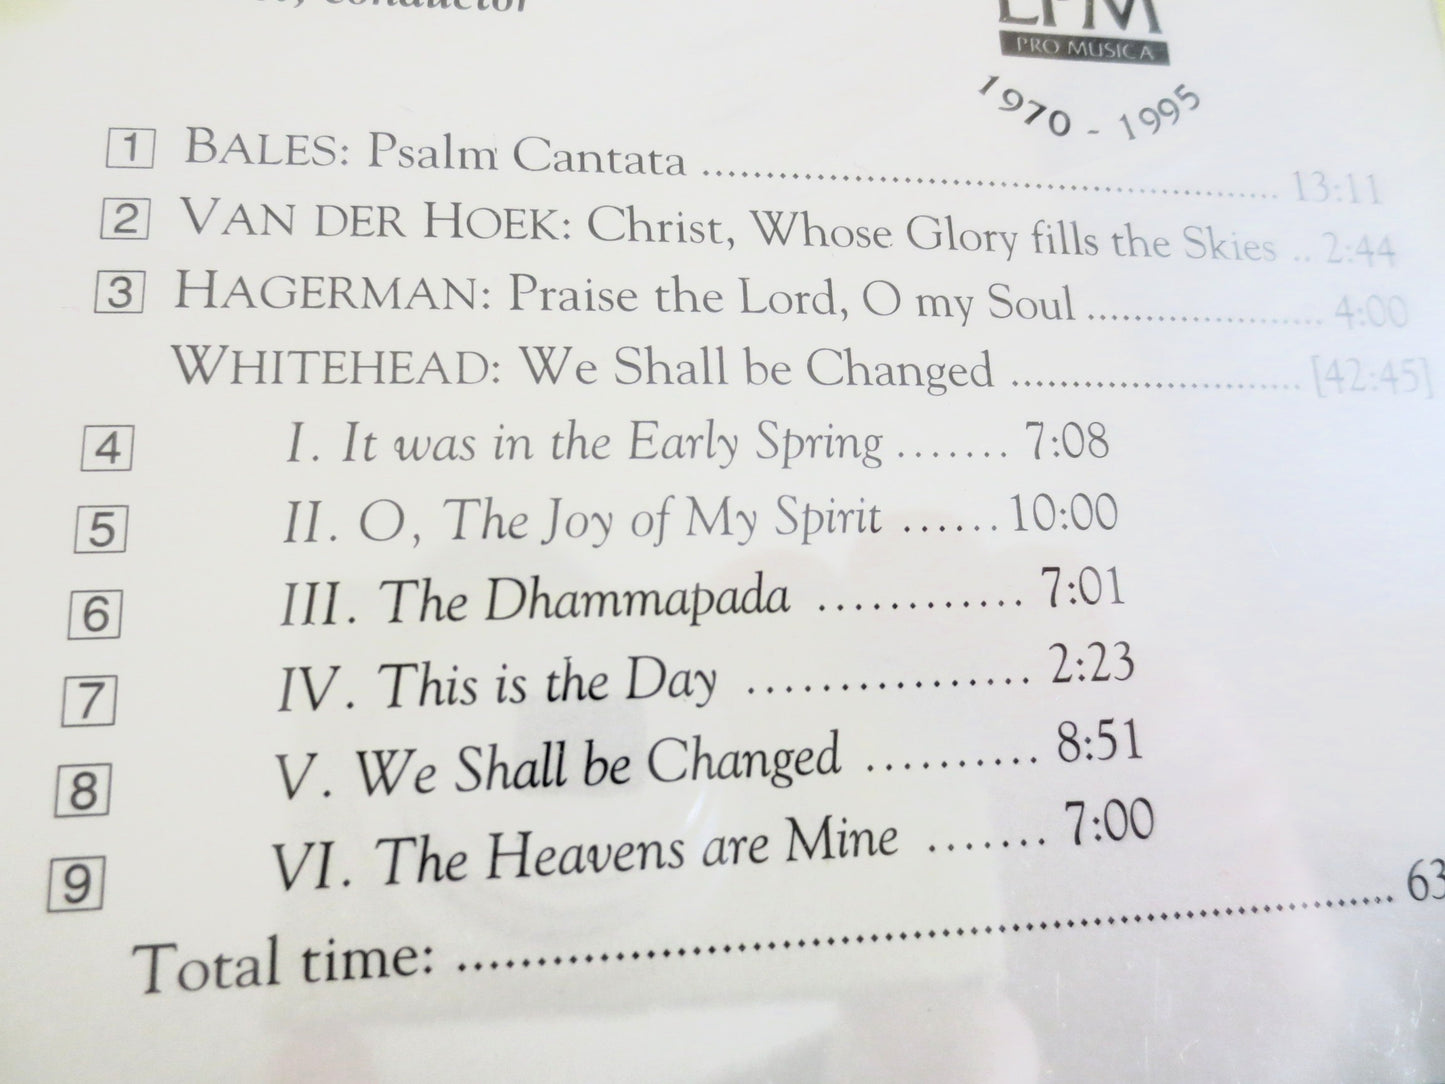 conductor
PRO MUSICA
1970 - 1995
1 BALES: Psalm Cantata .......... 13:11
2 VAN DER HOEK: Christ, Whose Glory fills the Skies .. 2:44
3 HAGERMAN: Praise the Lord, O my Soul .......... 4:00
WHITEHEAD: We Shall be Changed .......... [42:45]
4 I. It was in the Early Spring ....... 7:08
5 II. O, The Joy of My Spirit ...... 10:00
6 III. The Dhammapada ............ 7:01
7 IV. This is the Day ................ 2:23
8 V. We Shall be Changed .......... 8:51
9 VI. The Heavens are Mine ....... 7:00
Total time: .......... 63